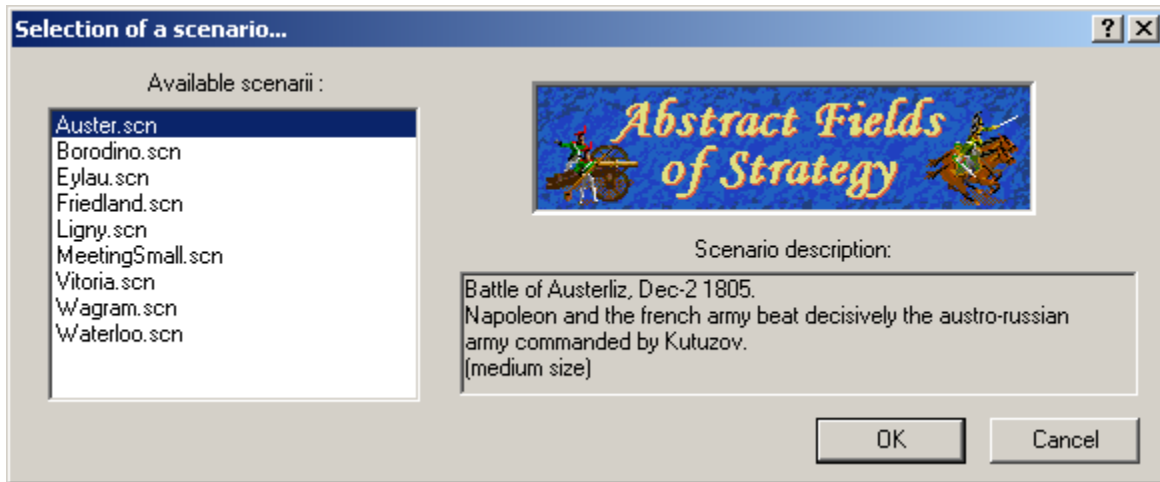 Selection of a scenario...
Available scenarii :
Auster.scn
Borodino.scn
Eylau.scn
Friedland.scn
Ligny.scn
MeetingSmall.scn
Vitoria.scn
Wagram.scn
Waterloo.scn
Abstract Fields
of Strategy
Scenario description:
Battle of Austerliz, Dec-2 1805.
Napoleon and the french army beat decisively the austro-russian
army commanded by Kutuzov.
(medium size)
OK Cancel